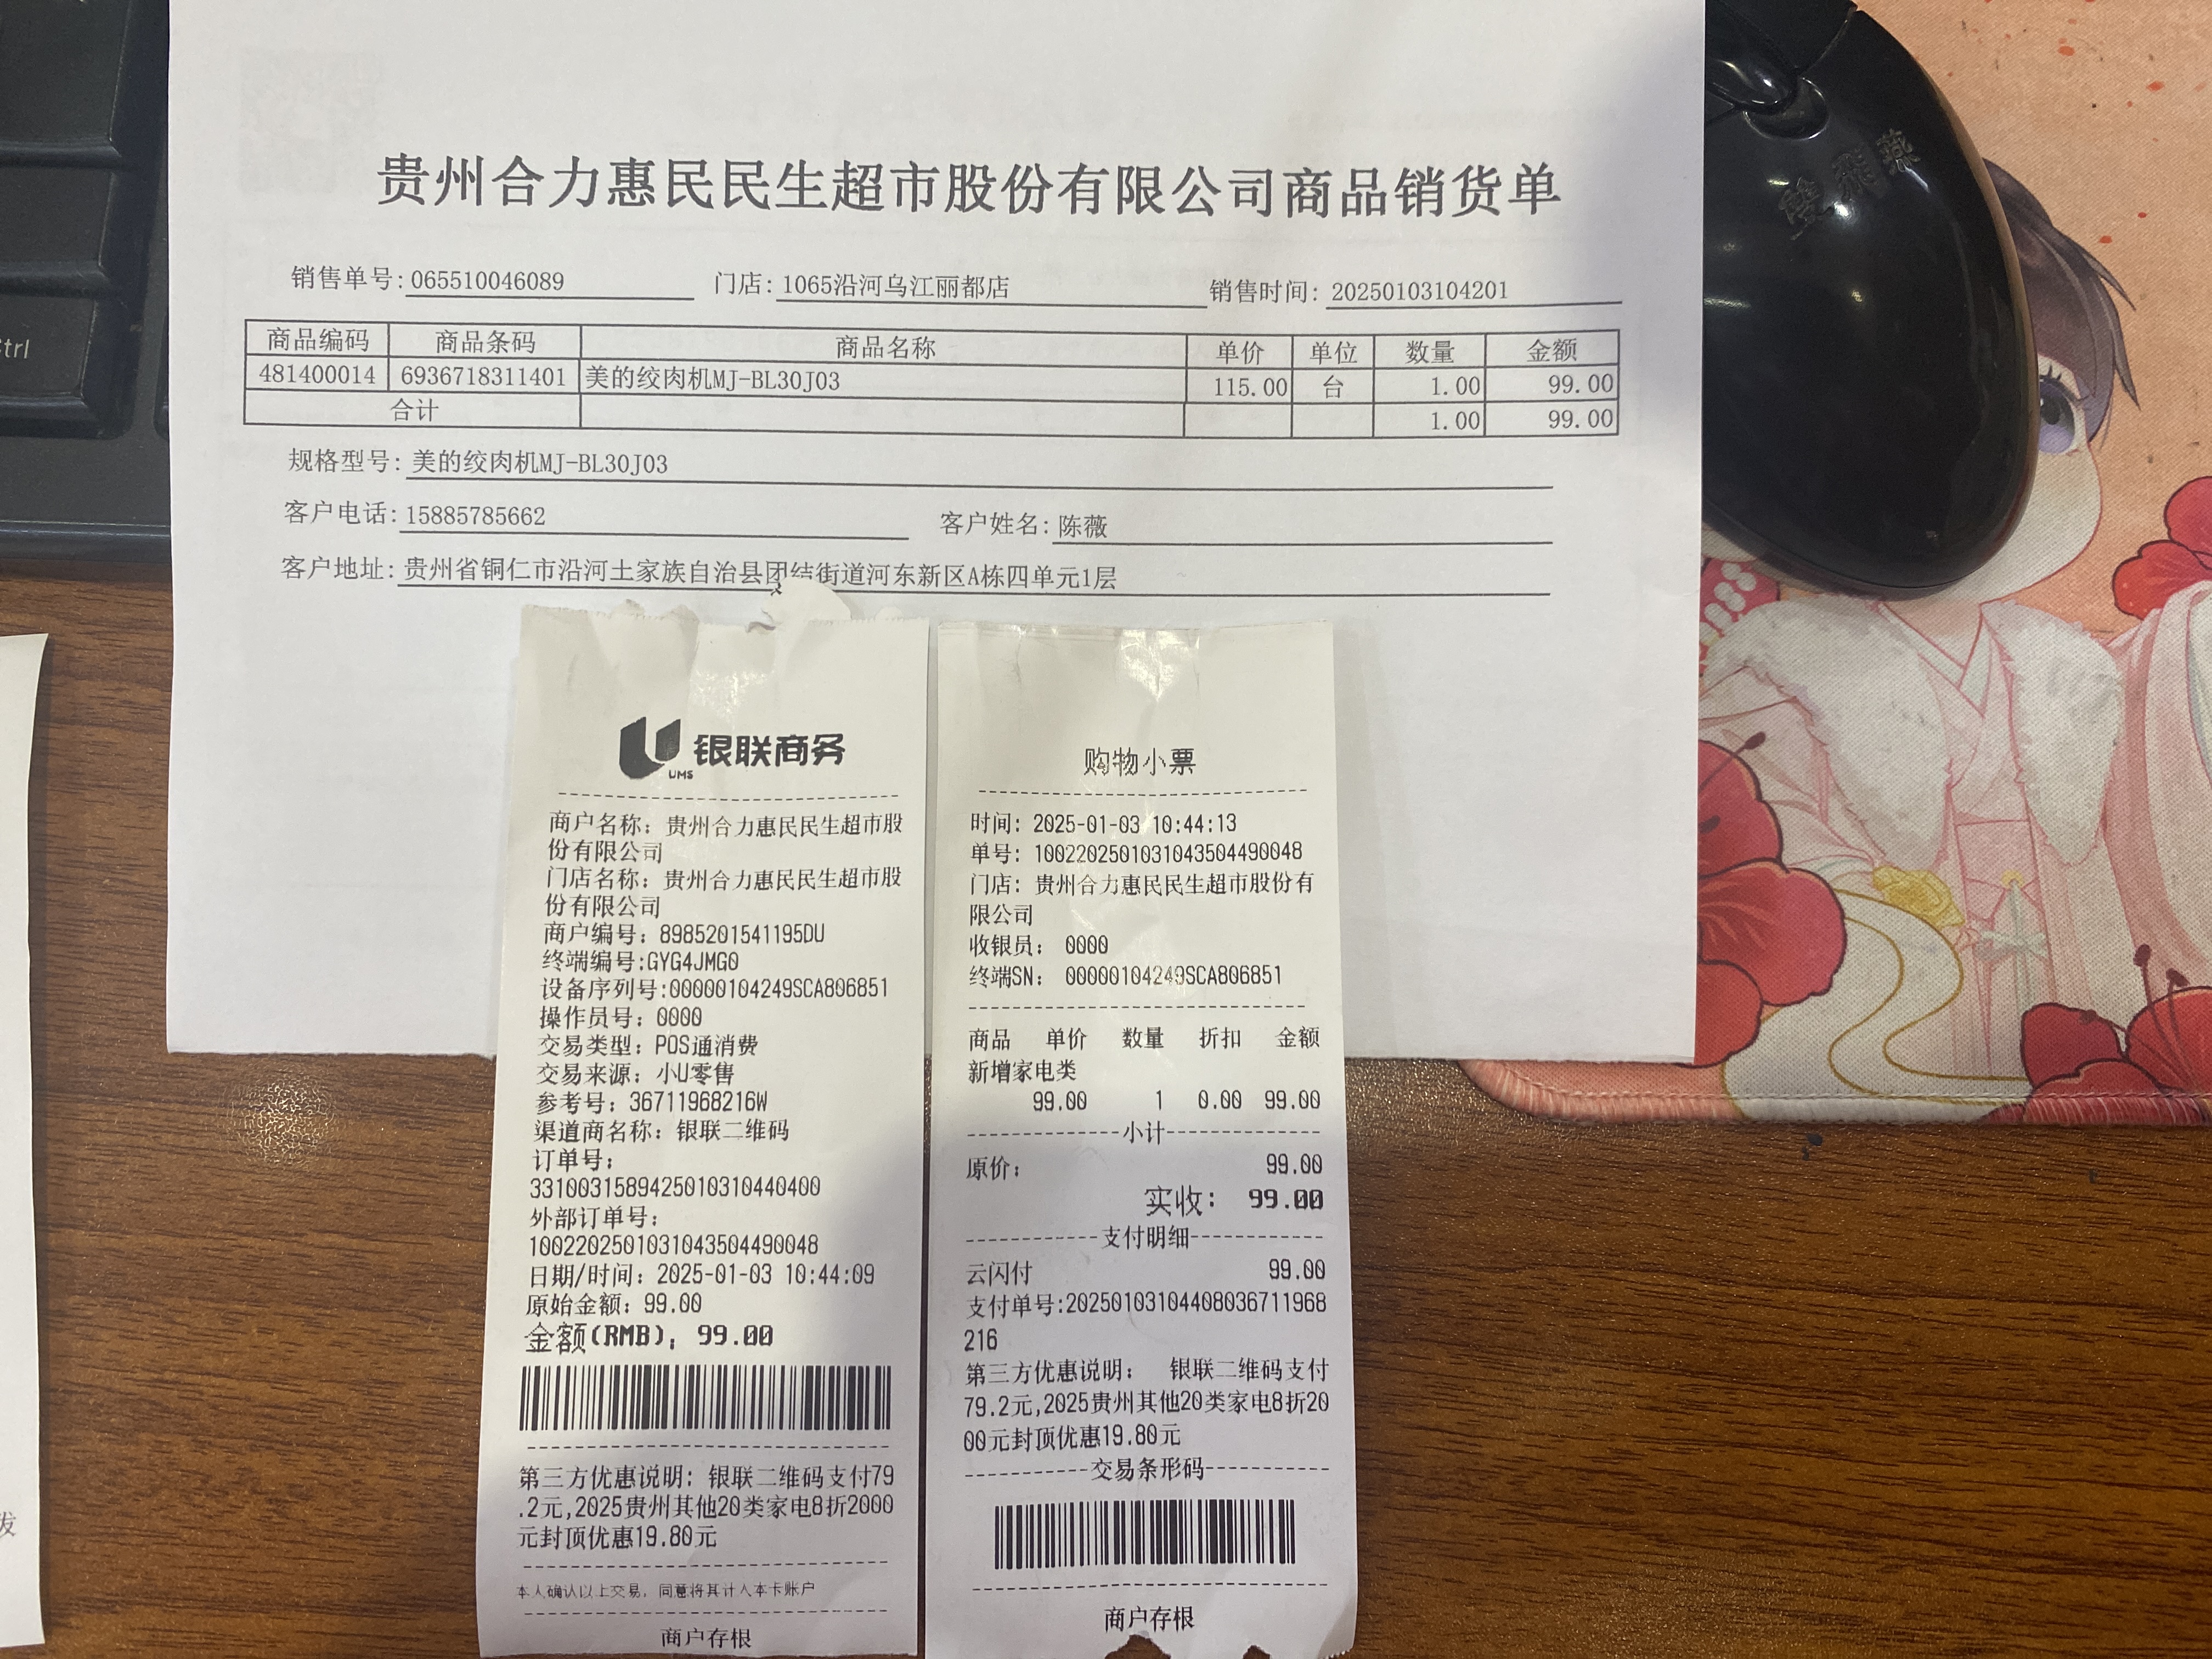 贵州合力惠民民生超市股份有限公司商品销货单
销售单号: 065510046089 门店: 1065沿河乌江丽都店 销售时间: 20250103104201
商品编码 商品条码 商品名称 单价 单位 数量 金额
481400014 6936718311401 美的绞肉机MJ-BL30J03 115.00 台 1.00 99.00
合计 1.00 99.00
规格型号: 美的绞肉机MJ-BL30J03
客户电话: 15885785662 客户姓名: 陈薇
客户地址: 贵州省铜仁市沿河土家族自治县团结街道河东新区A栋四单元1层
银联商务
UMS
商户名称: 贵州合力惠民民生超市股
份有限公司
门店名称: 贵州合力惠民民生超市股
份有限公司
商户编号: 8985201541195DU
终端编号:GYG4JMG0
设备序列号:00000104249SCA806851
操作员号: 0000
交易类型: POS通消费
交易来源: 小U零售
参考号: 36711968216W
渠道商名称: 银联二维码
订单号:
33100315894250103104404​00
外部订单号:
10022025010310435044​90048
日期/时间: 2025-01-03 10:44:09
原始金额: 99.00
金额(RMB): 99.00
第三方优惠说明: 银联二维码支付79
.2元,2025贵州其他20类家电8折2000
元封顶优惠19.80元
本人确认以上交易, 同意将其计入本卡账户
商户存根
购物小票
时间: 2025-01-03 10:44:13
单号: 1002202501031043504490048
门店: 贵州合力惠民民生超市股份有
限公司
收银员: 0000
终端SN: 00000104249SCA806851
商品 单价 数量 折扣 金额
新增家电类
99.00 1 0.00 99.00
小计
原价: 99.00
实收: 99.00
支付明细
云闪付 99.00
支付单号:20250103104408036711968
216
第三方优惠说明: 银联二维码支付
79.2元,2025贵州其他20类家电8折20
00元封顶优惠19.80元
交易条形码
商户存根
双飞燕
trl